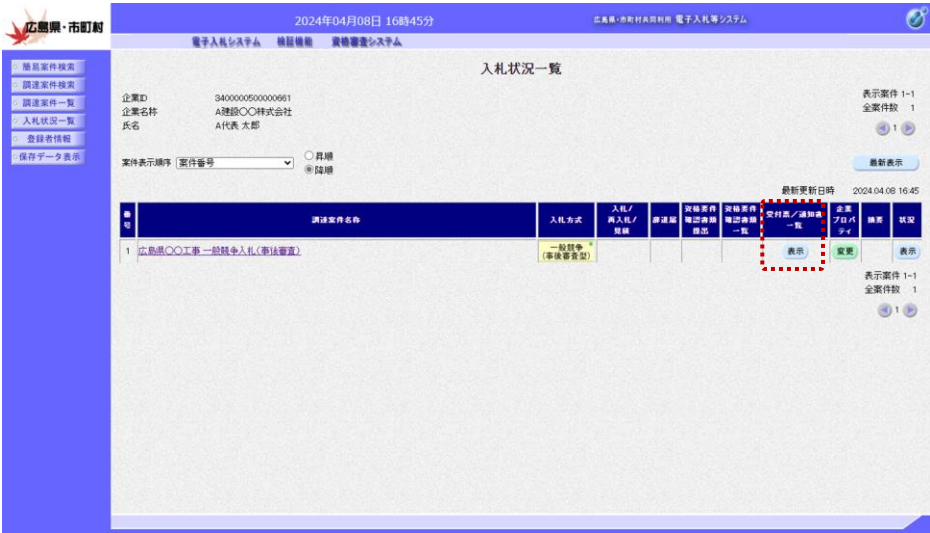 広島県・市町村
2024年04月08日 16時45分
広島県・市町村共同利用 電子入札等システム
電子入札システム 検証機能 資格審査システム
簡易案件検索
調達案件検索
調達案件一覧
入札状況一覧
登録者情報
保存データ表示
入札状況一覧
企業ID 3400000500000661
企業名称 A建設〇〇株式会社
氏名 A代表 太郎
表示案件 1-1
全案件数 1
1
案件表示順序 案件番号
昇順
降順
最新表示
最新更新日時 2024.04.08 16:45
番号 調達案件名称 入札方式 入札/再入札/見積 辞退届 資格要件確認書類提出 資格要件確認書類一覧 受付票/通知書一覧 企業プロパティ 摘要 状況
1 広島県〇〇工事 一般競争入札(事後審査) 一般競争(事後審査型) 表示 変更 表示
表示案件 1-1
全案件数 1
1